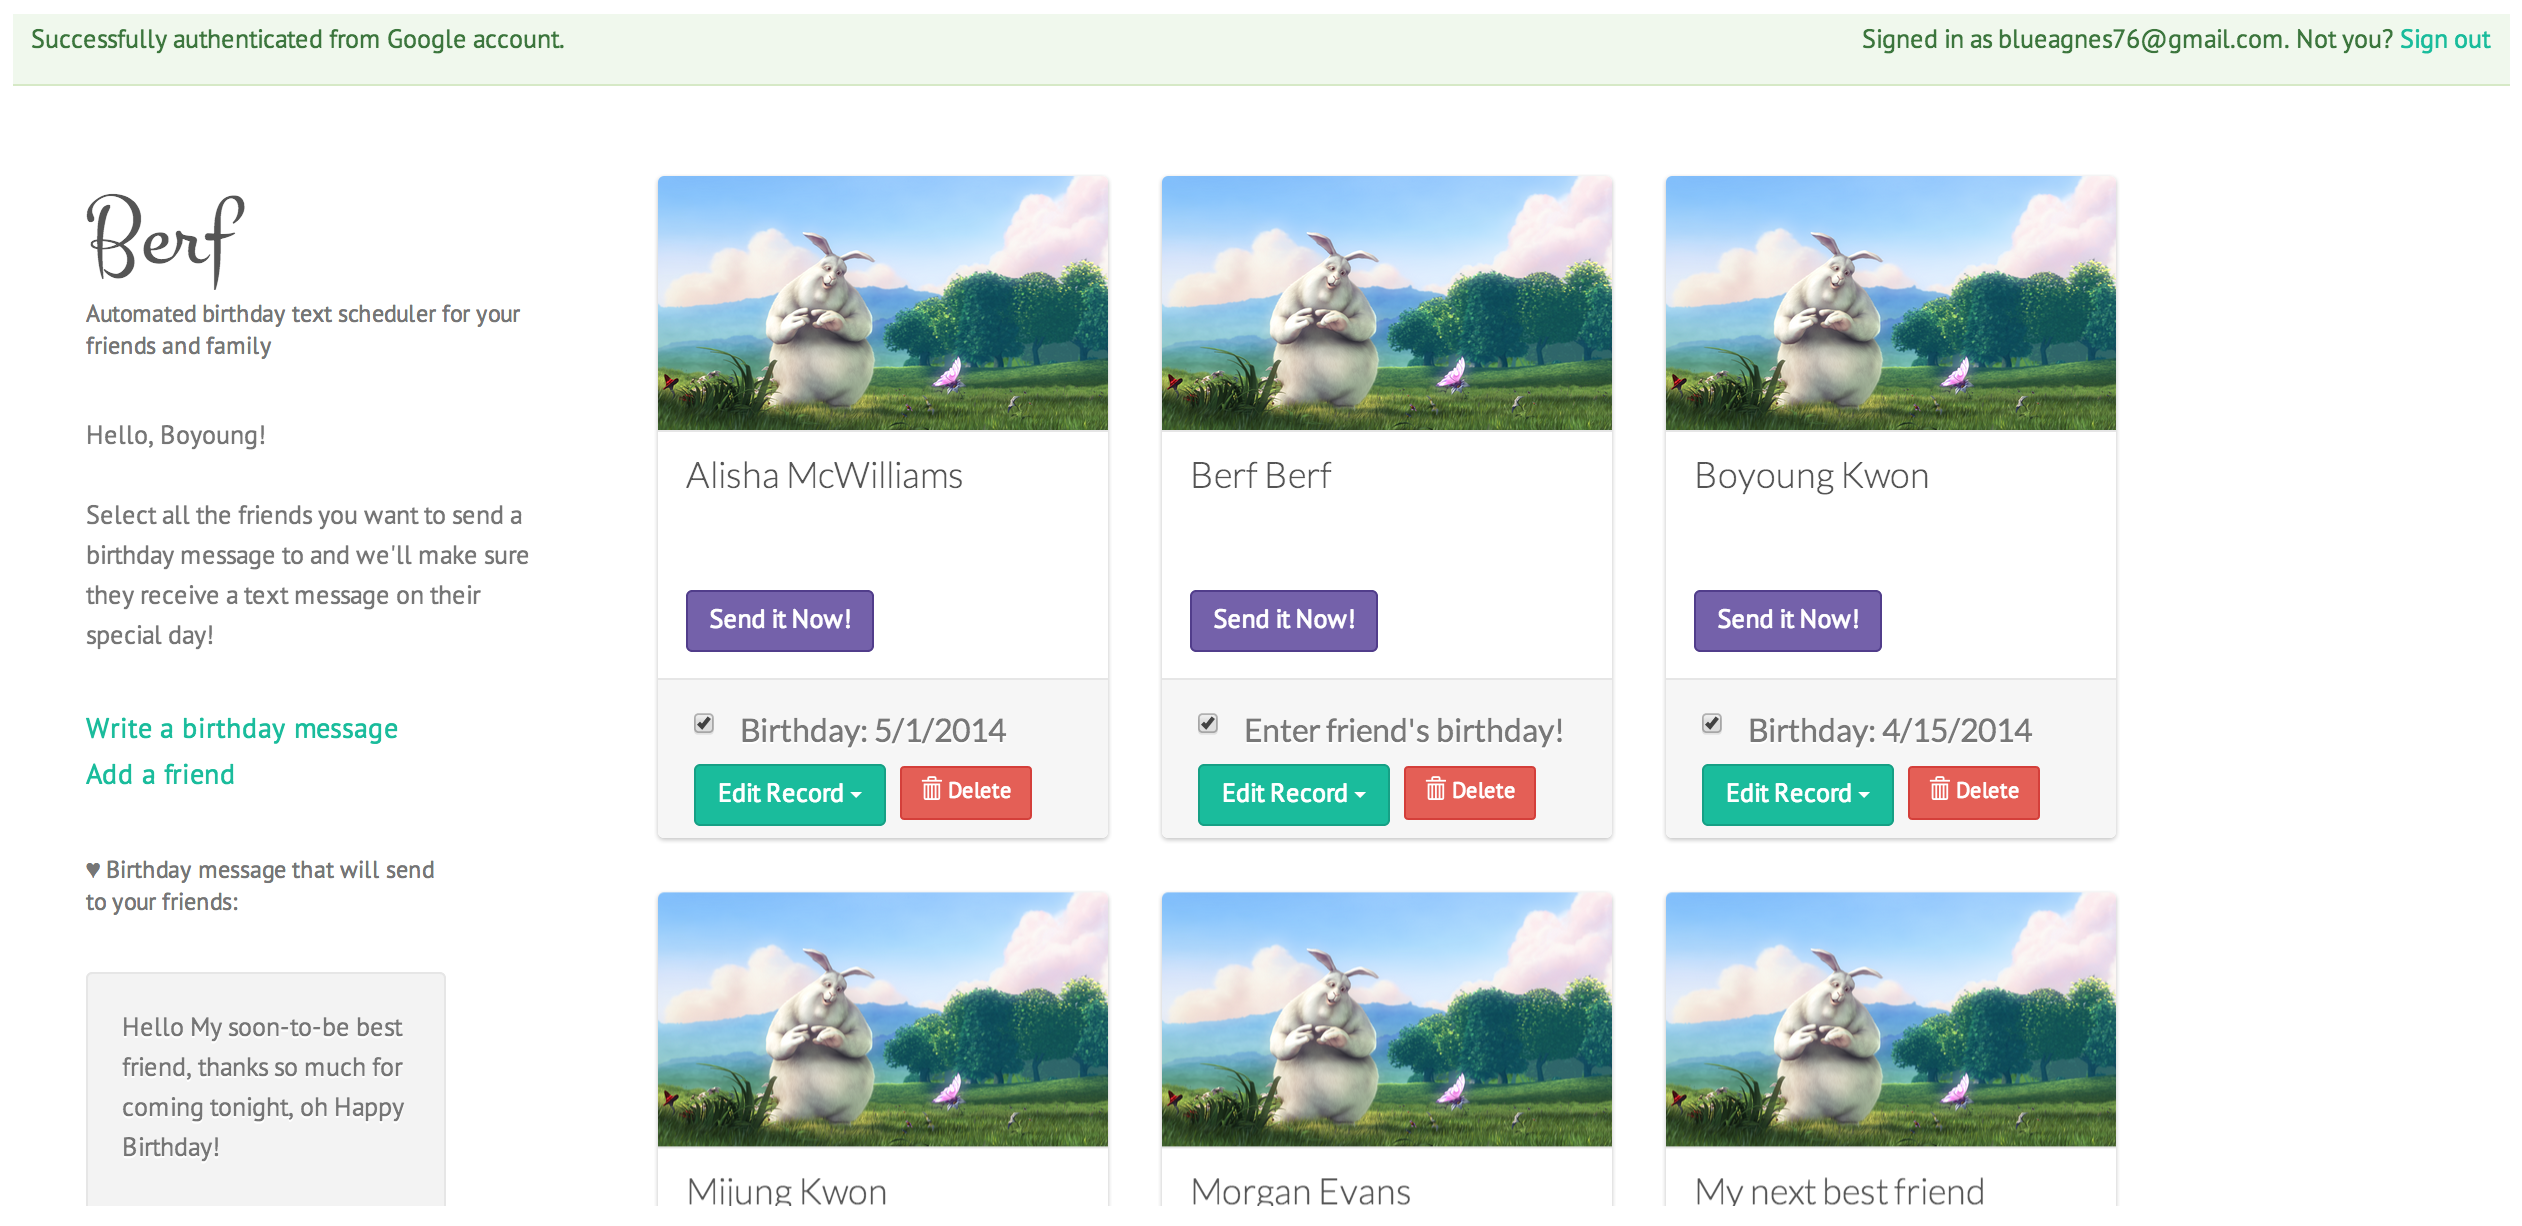 Successfully authenticated from Google account.
Signed in as blueagnes76@gmail.com. Not you? Sign out
Berf
Automated birthday text scheduler for your
friends and family
Hello, Boyoung!
Select all the friends you want to send a
birthday message to and we'll make sure
they receive a text message on their
special day!
Write a birthday message
Add a friend
♥ Birthday message that will send
to your friends:
Hello My soon-to-be best
friend, thanks so much for
coming tonight, oh Happy
Birthday!
Alisha McWilliams
Send it Now!
Birthday: 5/1/2014
Edit Record
Delete
Berf Berf
Send it Now!
Enter friend's birthday!
Edit Record
Delete
Boyoung Kwon
Send it Now!
Birthday: 4/15/2014
Edit Record
Delete
Mijung Kwon
Morgan Evans
My next best friend